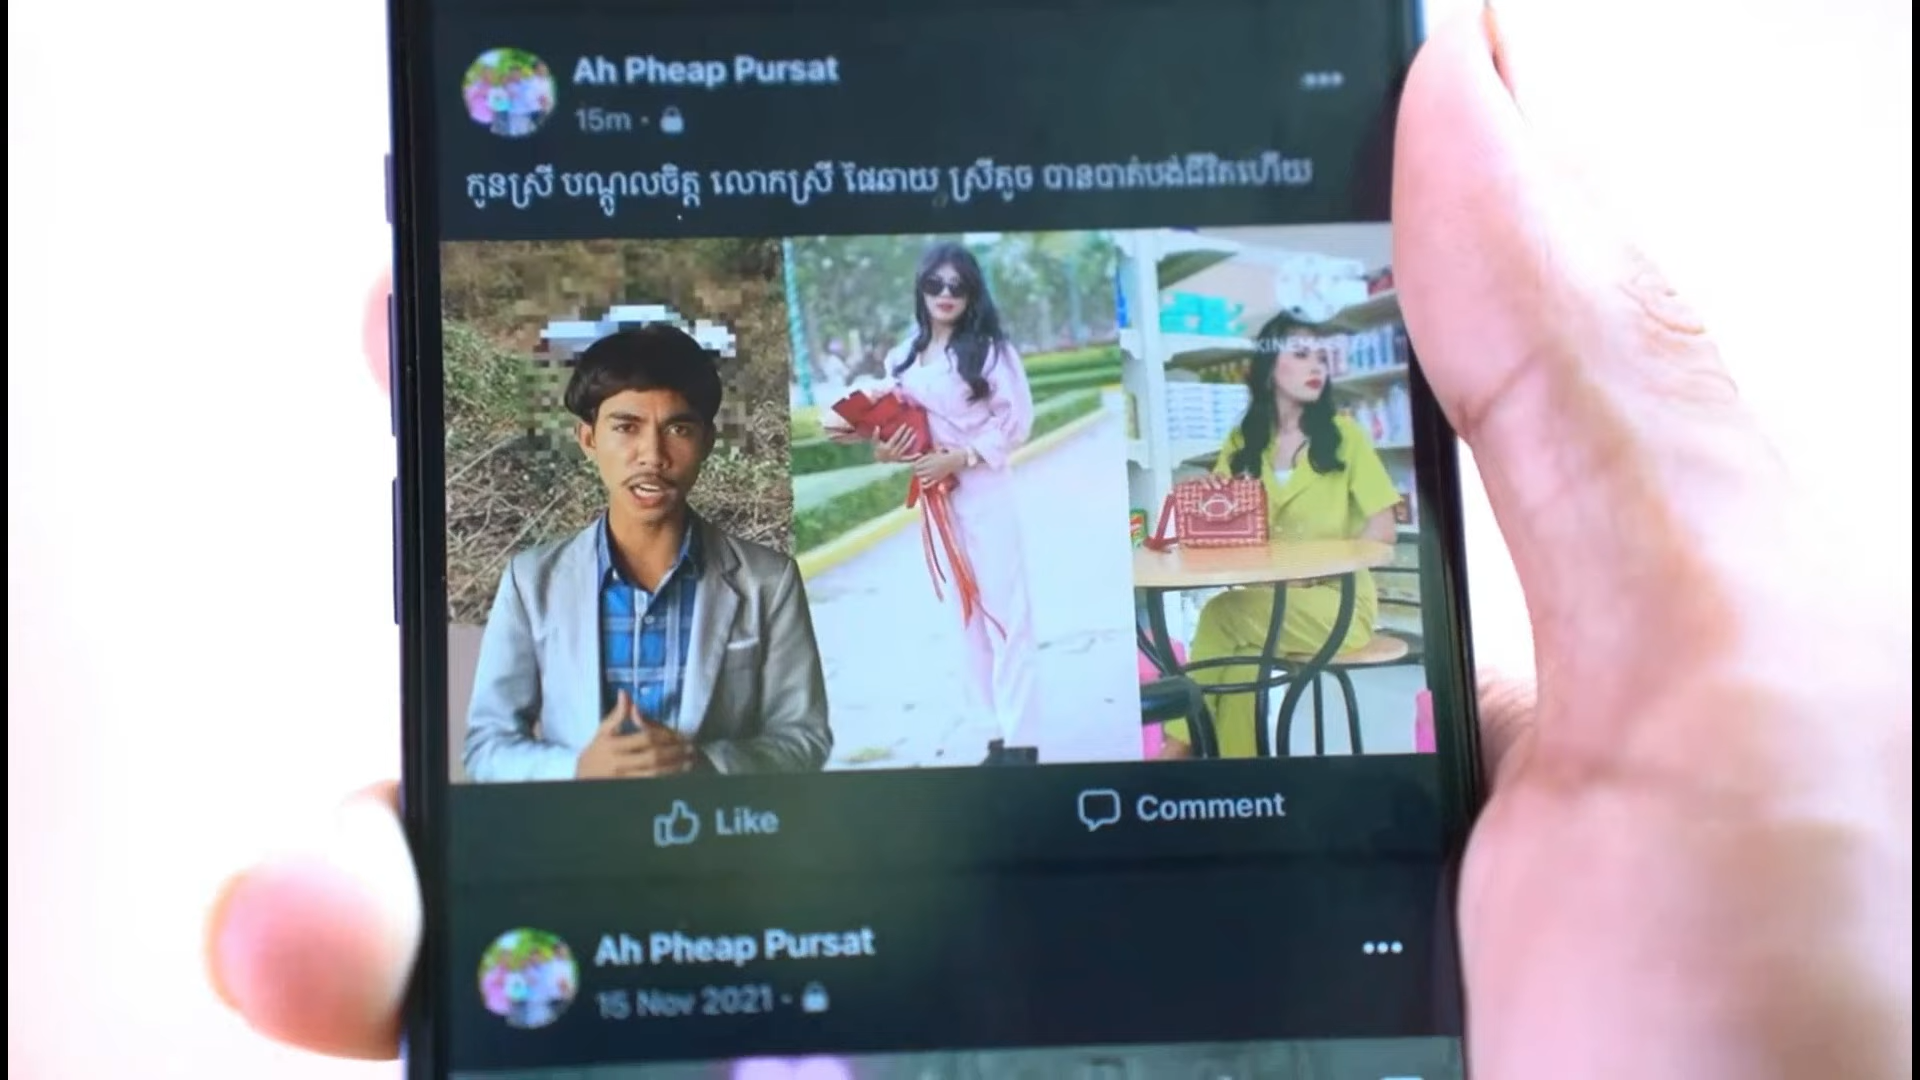 Ah Pheap Pursat
15m ·
កូនស្រី បណ្ដូលចិត្ត លោកស្រី ផៃឆាយ ស្រីតូច បានបាត់បង់ជីវិតហើយ
K
Like
Comment
Ah Pheap Pursat
15 Nov 2021 ·